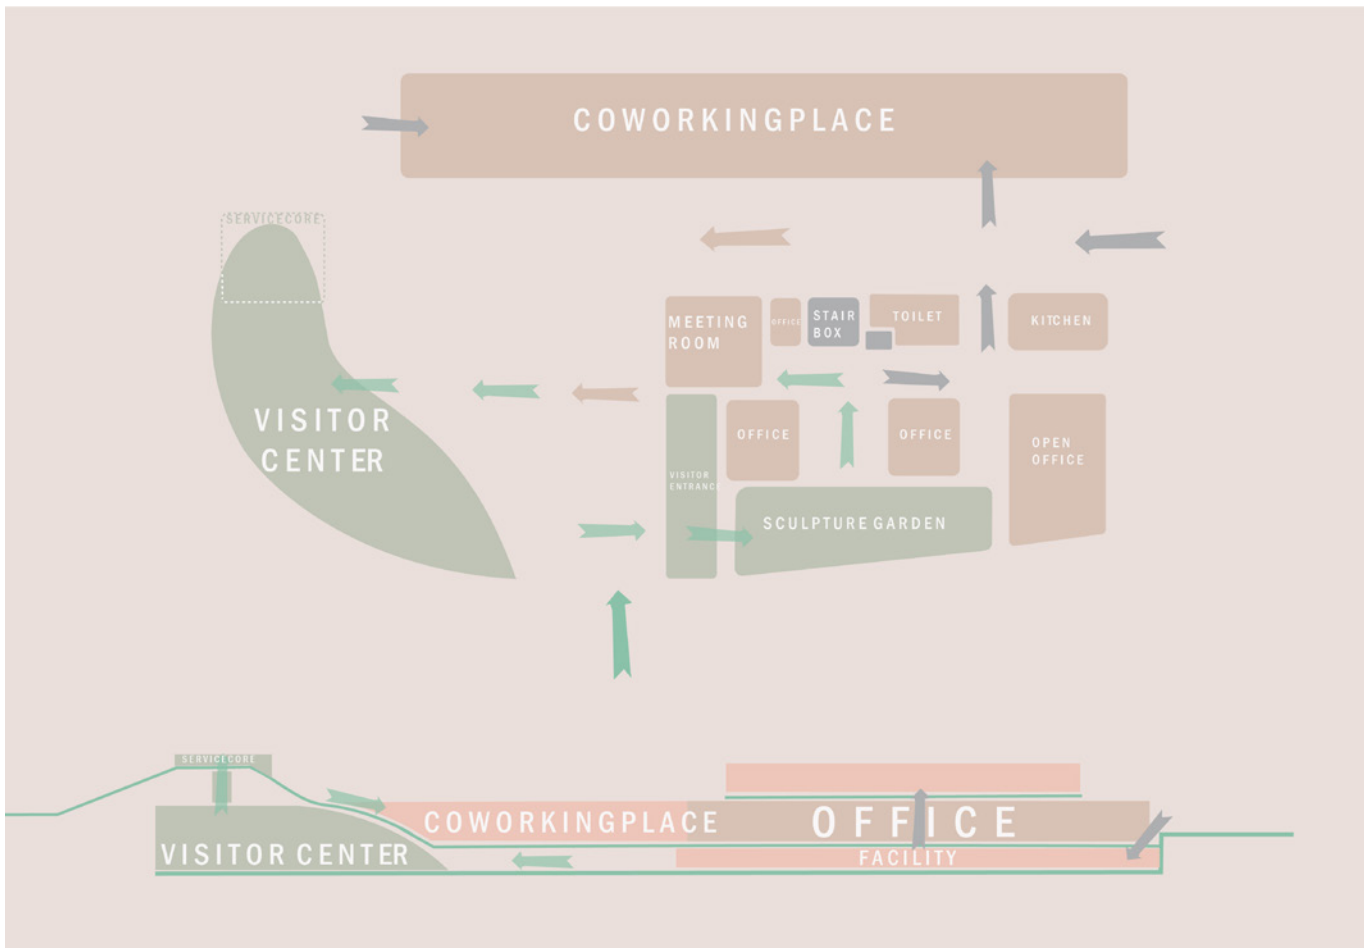 COWORKINGPLACE
SERVICECORE
MEETING
ROOM
OFFICE
STAIR
BOX
TOILET
KITCHEN
VISITOR
CENTER
OFFICE
OFFICE
OPEN
OFFICE
VISITOR
ENTRANCE
SCULPTURE GARDEN
SERVICECORE
COWORKINGPLACE
OFFICE
VISITOR CENTER
FACILITY